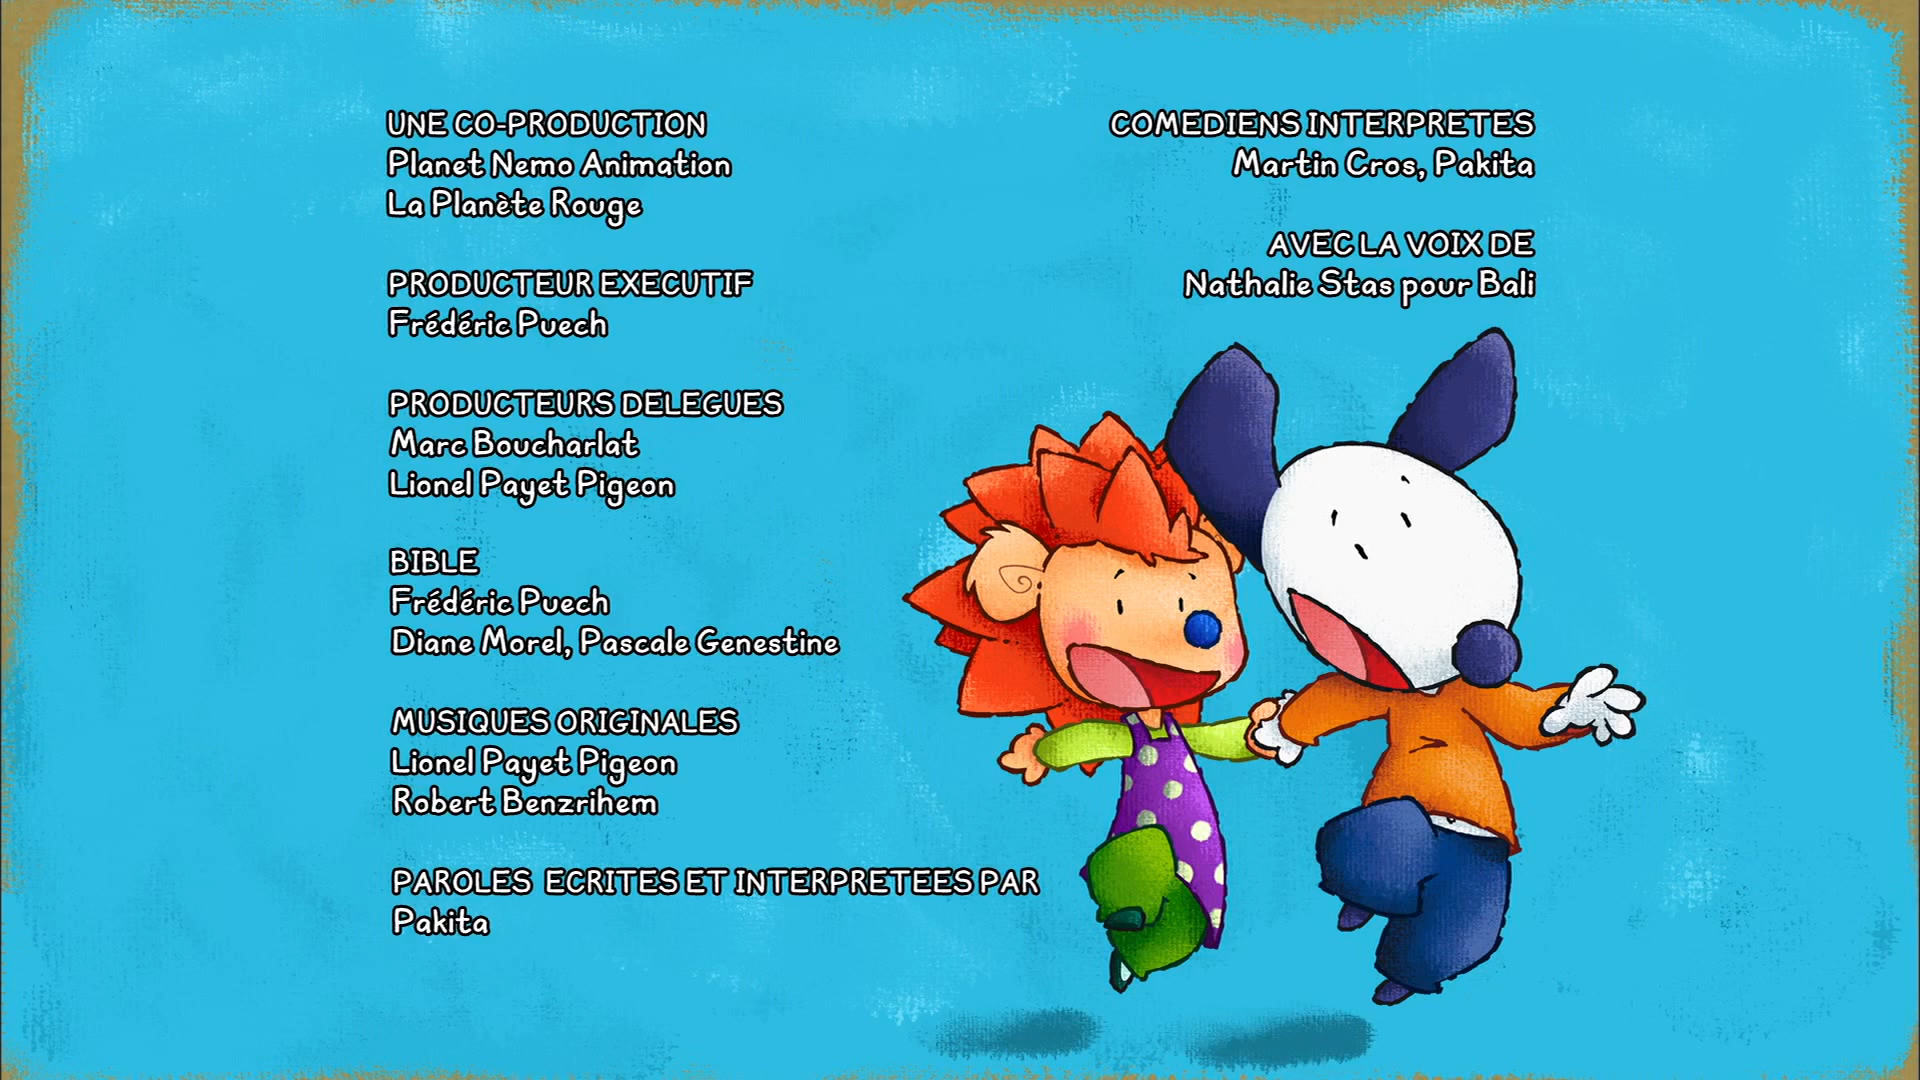 UNE CO-PRODUCTION
Planet Nemo Animation
La Planète Rouge
PRODUCTEUR EXECUTIF
Frédéric Puech
PRODUCTEURS DELEGUES
Marc Boucharlat
Lionel Payet Pigeon
BIBLE
Frédéric Puech
Diane Morel, Pascale Genestine
MUSIQUES ORIGINALES
Lionel Payet Pigeon
Robert Benzrihem
PAROLES ECRITES ET INTERPRETEES PAR
Pakita
COMEDIENS INTERPRETES
Martin Cros, Pakita
AVEC LA VOIX DE
Nathalie Stas pour Bali